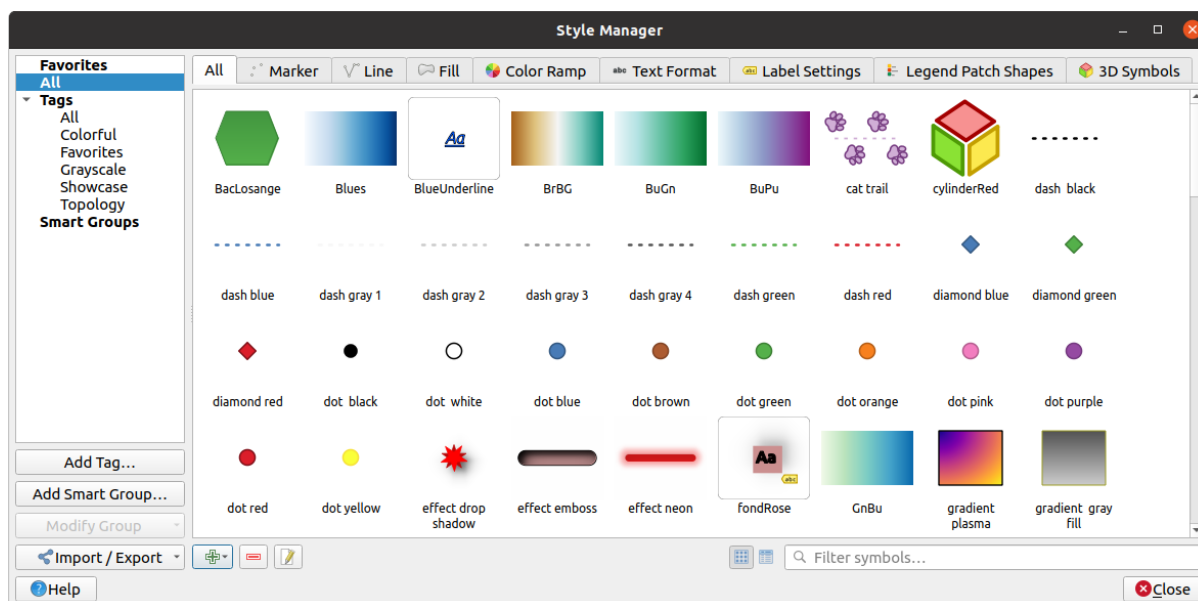 Style Manager
Favorites
All
Tags
All
Colorful
Favorites
Grayscale
Showcase
Topology
Smart Groups
Add Tag...
Add Smart Group...
Modify Group
Import / Export
Help
All
Marker
Line
Fill
Color Ramp
abc Text Format
abc Label Settings
Legend Patch Shapes
3D Symbols
Aa
BacLosange
Blues
BlueUnderline
BrBG
BuGn
BuPu
cat trail
cylinderRed
dash black
dash blue
dash gray 1
dash gray 2
dash gray 3
dash gray 4
dash green
dash red
diamond blue
diamond green
diamond red
dot black
dot white
dot blue
dot brown
dot green
dot orange
dot pink
dot purple
Aa
abc
dot red
dot yellow
effect drop
shadow
effect emboss
effect neon
fondRose
GnBu
gradient
plasma
gradient gray
fill
Filter symbols...
Close